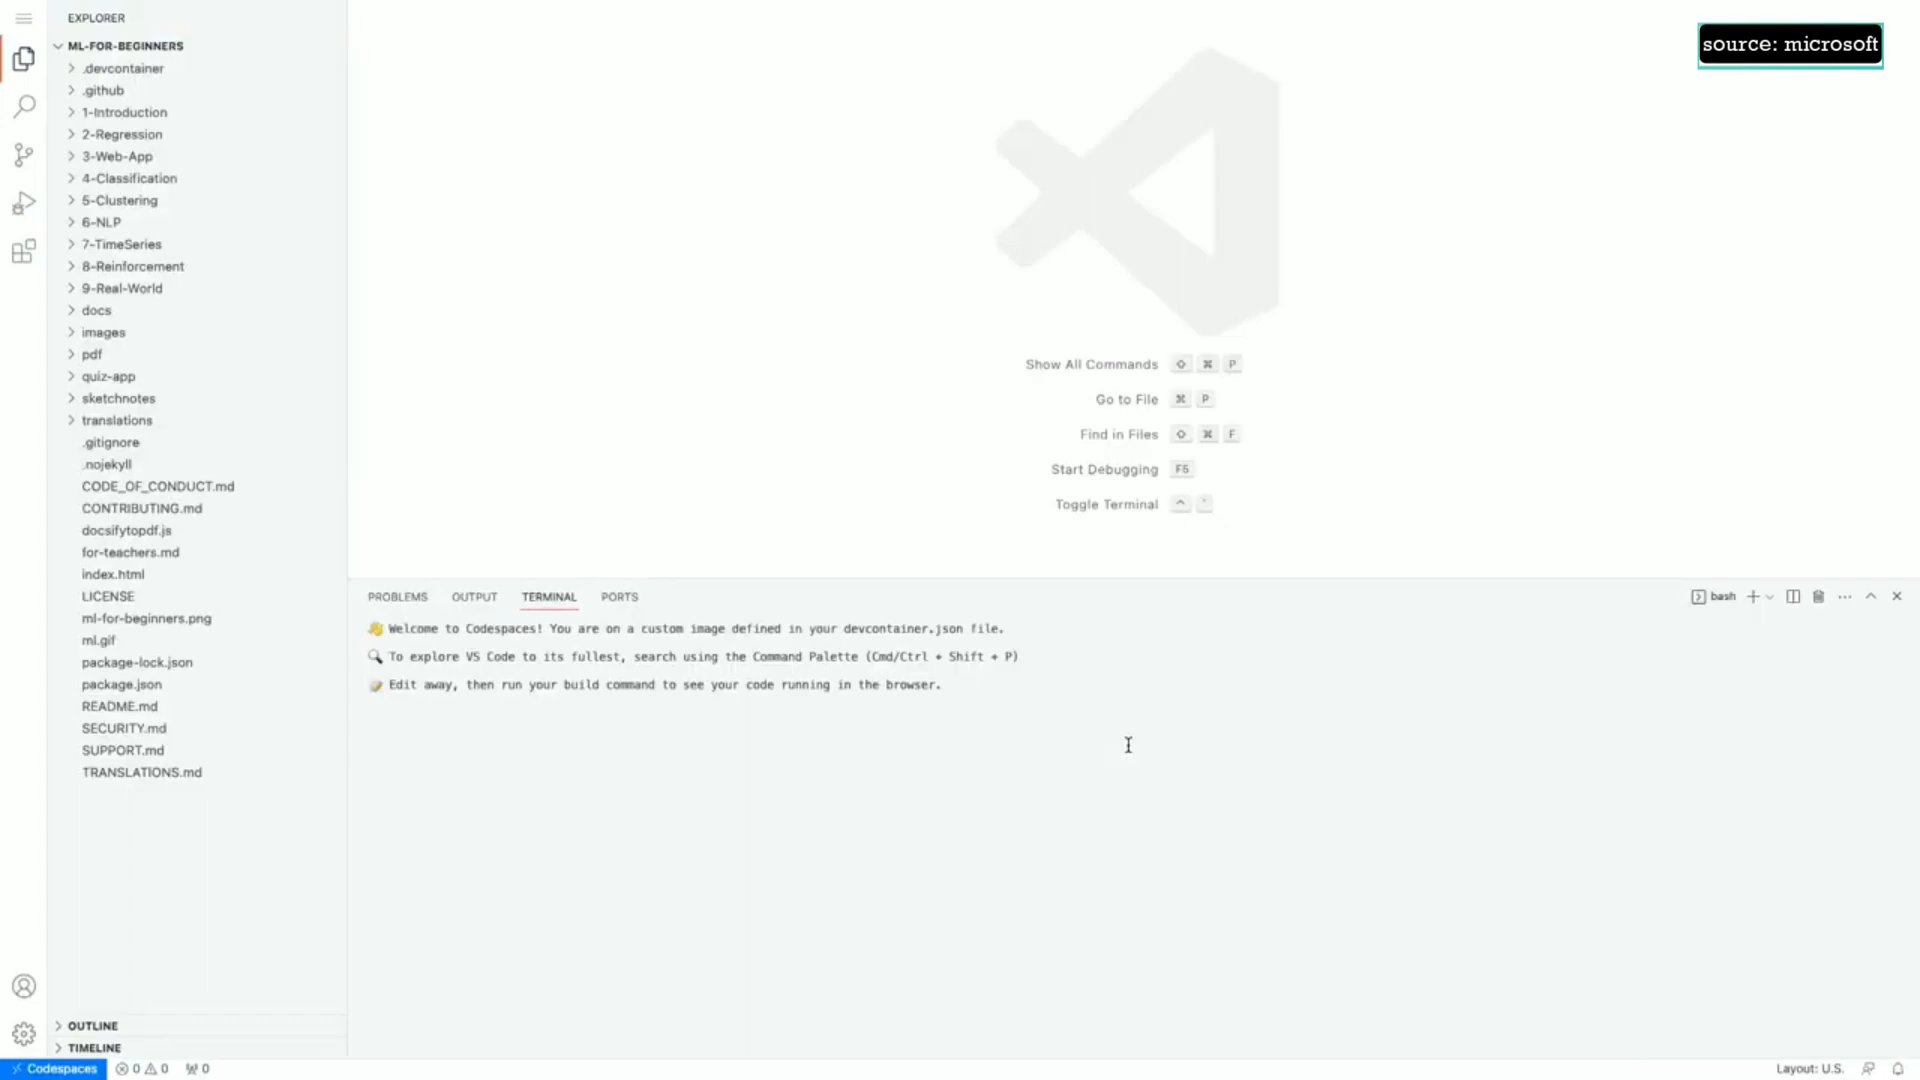 EXPLORER
source: microsoft
ML-FOR-BEGINNERS
.devcontainer
.github
1-Introduction
2-Regression
3-Web-App
4-Classification
5-Clustering
6-NLP
7-TimeSeries
8-Reinforcement
9-Real-World
docs
images
pdf
quiz-app
sketchnotes
translations
.gitignore
.nojekyll
CODE_OF_CONDUCT.md
CONTRIBUTING.md
docsifytopdf.js
for-teachers.md
index.html
LICENSE
ml-for-beginners.png
ml.gif
package-lock.json
package.json
README.md
SECURITY.md
SUPPORT.md
TRANSLATIONS.md
OUTLINE
TIMELINE
Show All Commands ⇧ ⌘ P
Go to File ⌘ P
Find in Files ⇧ ⌘ F
Start Debugging F5
Toggle Terminal ^ `
PROBLEMS OUTPUT TERMINAL PORTS
bash
👋 Welcome to Codespaces! You are on a custom image defined in your devcontainer.json file.
🔍 To explore VS Code to its fullest, search using the Command Palette (Cmd/Ctrl + Shift + P)
📝 Edit away, then run your build command to see your code running in the browser.
Codespaces 0 0 0
Layout: U.S.